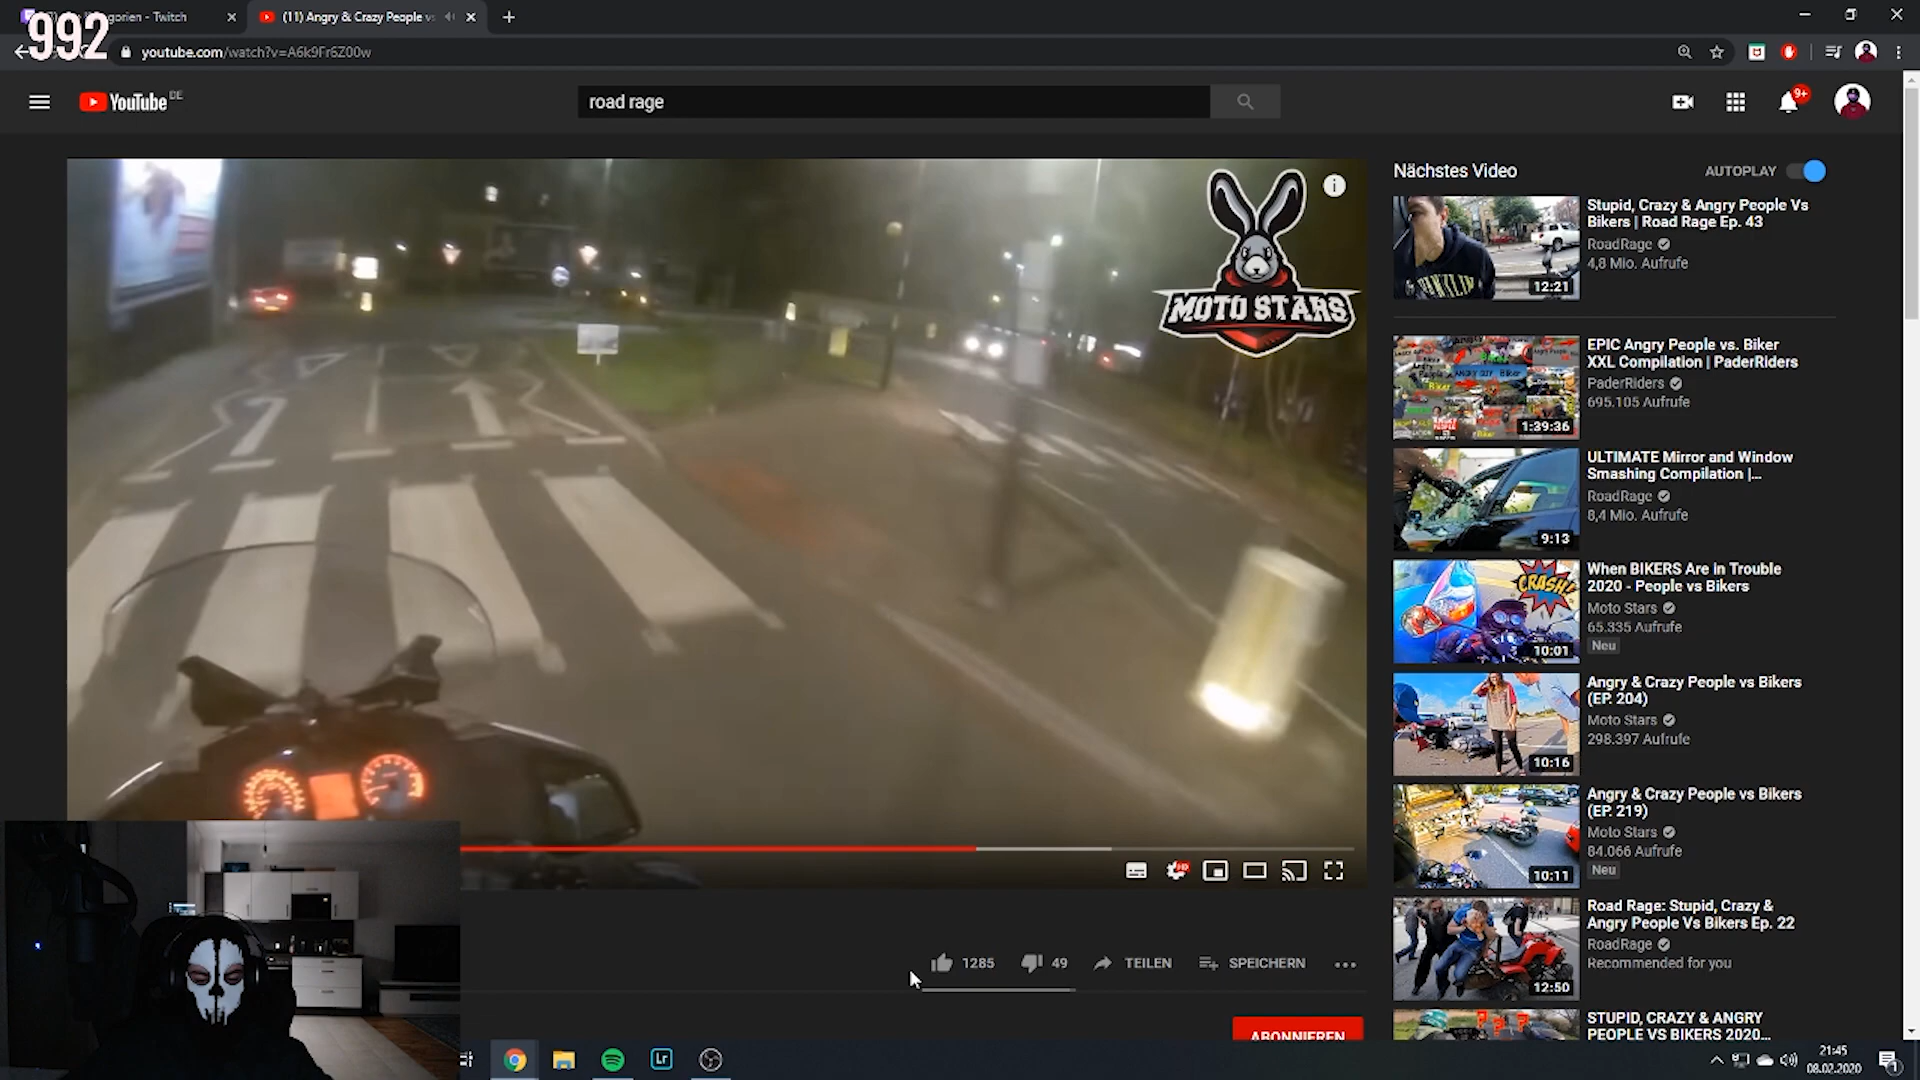 992
gorien - Twitch
(11) Angry & Crazy People vs
youtube.com/watch?v=A6k9Fr6Z00w
YouTube DE
road rage
9+
MOTO STARS
Nächstes Video
AUTOPLAY
Stupid, Crazy & Angry People Vs
Bikers | Road Rage Ep. 43
RoadRage
4,8 Mio. Aufrufe
12:21
EPIC Angry People vs. Biker
XXL Compilation | PaderRiders
PaderRiders
695.105 Aufrufe
1:39:36
ULTIMATE Mirror and Window
Smashing Compilation |...
RoadRage
8,4 Mio. Aufrufe
9:13
When BIKERS Are in Trouble
2020 - People vs Bikers
Moto Stars
65.335 Aufrufe
Neu
CRASH!
10:01
Angry & Crazy People vs Bikers
(EP. 204)
Moto Stars
298.397 Aufrufe
10:16
Angry & Crazy People vs Bikers
(EP. 219)
Moto Stars
84.066 Aufrufe
Neu
10:11
Road Rage: Stupid, Crazy &
Angry People Vs Bikers Ep. 22
RoadRage
Recommended for you
12:50
STUPID, CRAZY & ANGRY
PEOPLE VS BIKERS 2020...
1285
49
TEILEN
SPEICHERN
ABONNIEREN
Lr
21:45
08.02.2020
1